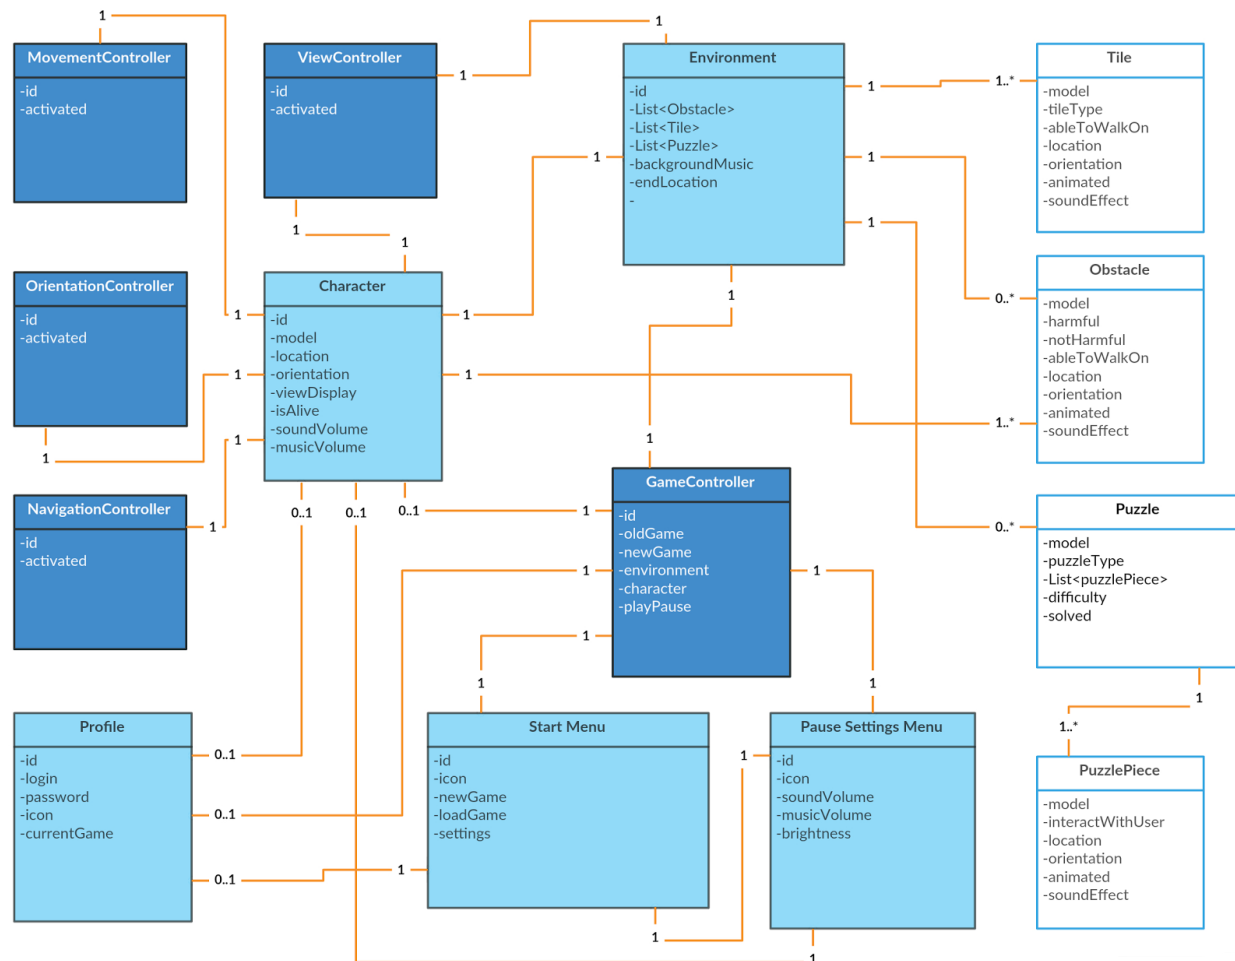 1
1
MovementController
-id
-activated
ViewController
-id
-activated
1
Environment
-id
-List<Obstacle>
-List<Tile>
-List<Puzzle>
-backgroundMusic
-endLocation
-
1
1..*
Tile
-model
-tileType
-ableToWalkOn
-location
-orientation
-animated
-soundEffect
1
1
1
1
1
OrientationController
-id
-activated
1
1
1
Character
-id
-model
-location
-orientation
-viewDisplay
-isAlive
-soundVolume
-musicVolume
1
1
1
0..*
1..*
Obstacle
-model
-harmful
-notHarmful
-ableToWalkOn
-location
-orientation
-animated
-soundEffect
1
1
NavigationController
-id
-activated
1
0..1
0..1
0..1
1
1
1
GameController
-id
-oldGame
-newGame
-environment
-character
-playPause
1
0..*
Puzzle
-model
-puzzleType
-List<puzzlePiece>
-difficulty
-solved
1
1
1
1..*
Profile
-id
-login
-password
-icon
-currentGame
0..1
0..1
0..1
1
Start Menu
-id
-icon
-newGame
-loadGame
-settings
1
1
Pause Settings Menu
-id
-icon
-soundVolume
-musicVolume
-brightness
1
PuzzlePiece
-model
-interactWithUser
-location
-orientation
-animated
-soundEffect